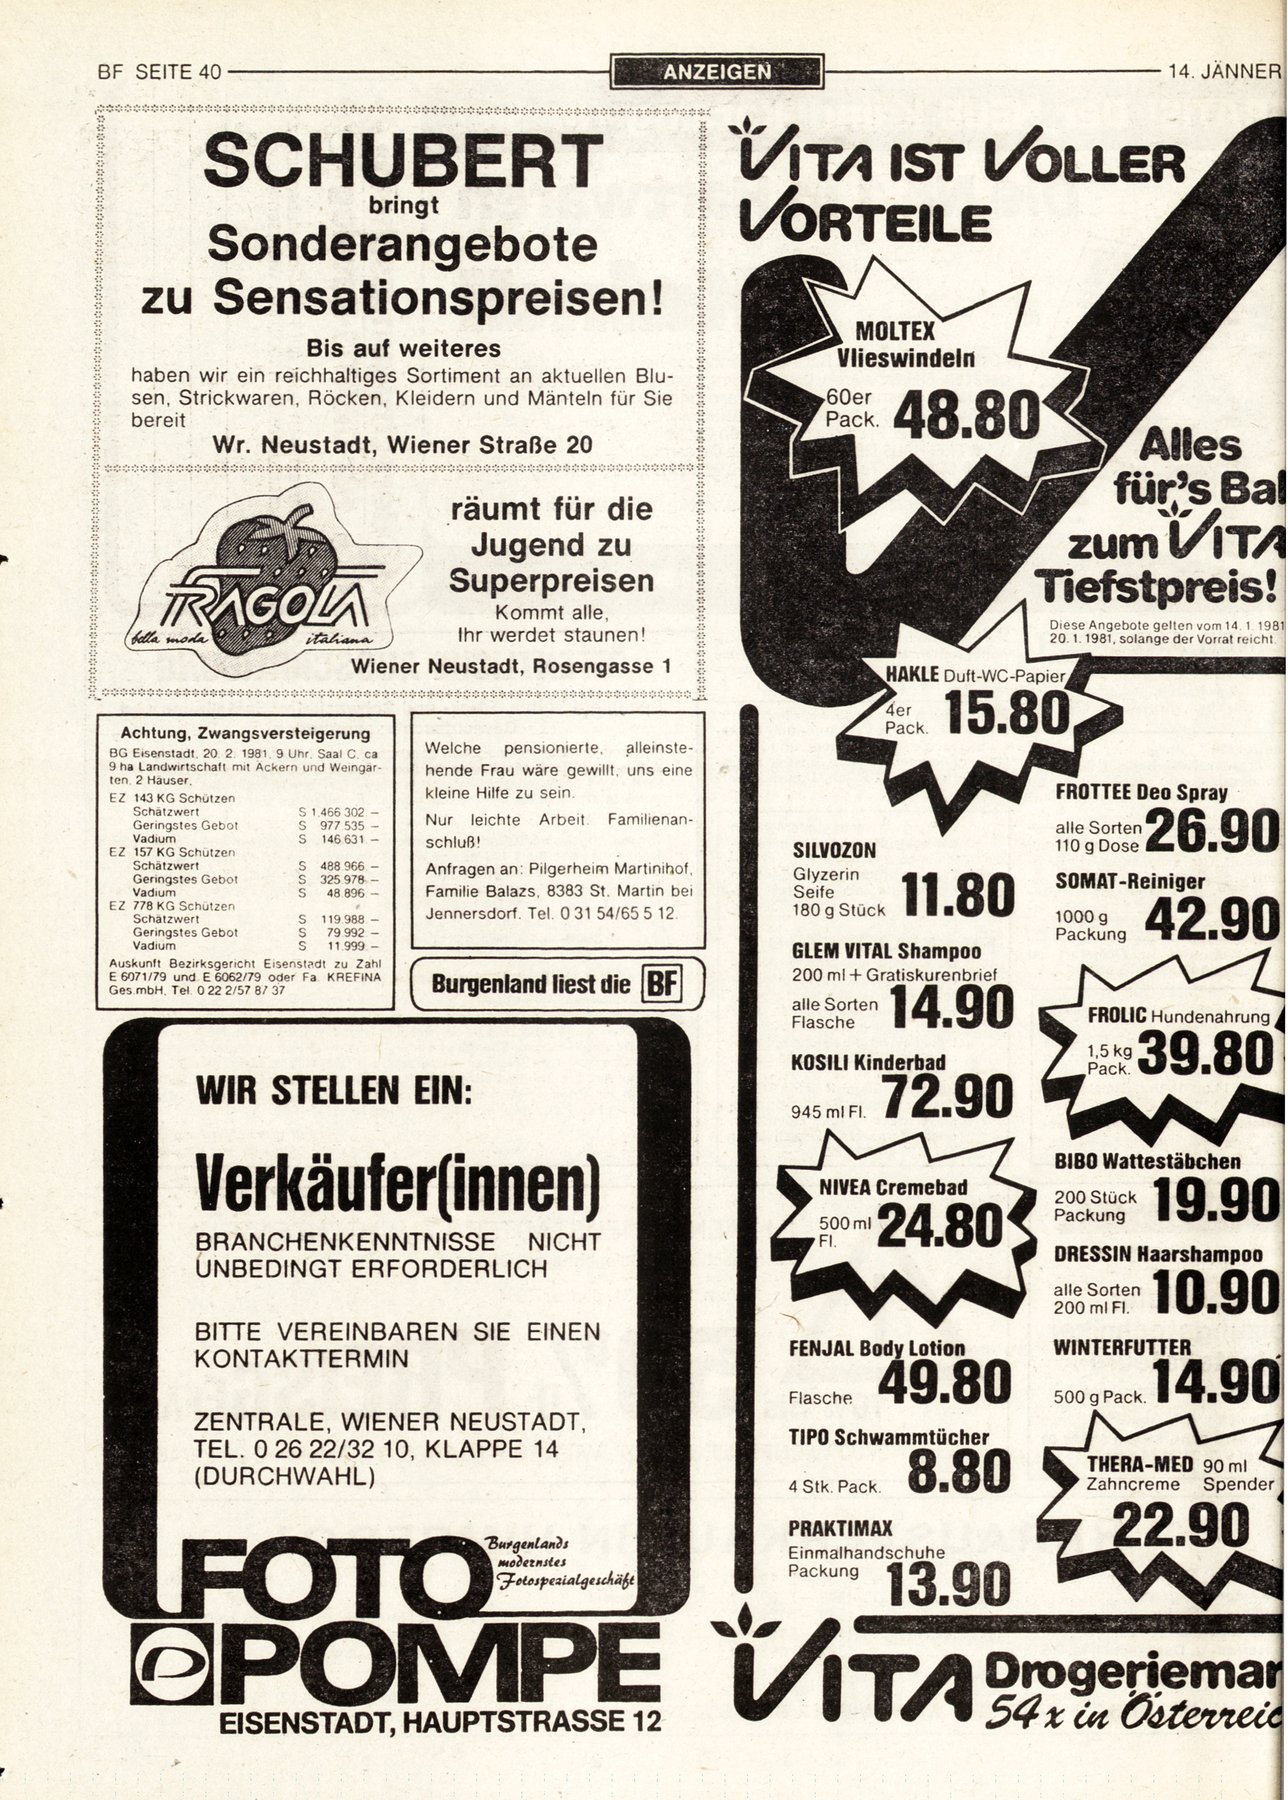 BF SEITE 40
ANZEIGEN
14. JÄNNER
SCHUBERT
bringt
Sonderangebote
zu Sensationspreisen!
Bis auf weiteres
haben wir ein reichhaltiges Sortiment an aktuellen Blu-
sen, Strickwaren, Röcken, Kleidern und Mänteln für Sie
bereit
Wr. Neustadt, Wiener Straße 20
FRAGOLA
bella moda italiana
räumt für die
Jugend zu
Superpreisen
Kommt alle,
Ihr werdet staunen!
Wiener Neustadt, Rosengasse 1
Achtung, Zwangsversteigerung
BG Eisenstadt, 20. 2. 1981, 9 Uhr, Saal C, ca
9 ha Landwirtschaft mit Äckern und Weingär-
ten, 2 Häuser,
EZ 143 KG Schützen
Schätzwert S 1,466 302 –
Geringstes Gebot S 977 535 –
Vadium S 146 631 –
EZ 157 KG Schützen
Schätzwert S 488 966 –
Geringstes Gebot S 325 978 –
Vadium S 48 896 –
EZ 778 KG Schützen
Schätzwert S 119 988 –
Geringstes Gebot S 79 992 –
Vadium S 11.999 –
Auskunft Bezirksgericht Eisenstadt zu Zahl
E 6071/79 und E 6062/79 oder Fa. KREFINA
Ges.mbH, Tel. 0 22 2/57 87 37
Welche pensionierte, alleinste-
hende Frau wäre gewillt, uns eine
kleine Hilfe zu sein.
Nur leichte Arbeit. Familienan-
schluß!
Anfragen an: Pilgerheim Martinihof,
Familie Balazs, 8383 St. Martin bei
Jennersdorf. Tel. 0 31 54/65 5 12.
Burgenland liest die BF
WIR STELLEN EIN:
Verkäufer(innen)
BRANCHENKENNTNISSE NICHT
UNBEDINGT ERFORDERLICH
BITTE VEREINBAREN SIE EINEN
KONTAKTTERMIN
ZENTRALE, WIENER NEUSTADT,
TEL. 0 26 22/32 10, KLAPPE 14
(DURCHWAHL)
FOTO
Burgenlands
modernstes
Fotospezialgeschäft
POMPE
EISENSTADT, HAUPTSTRASSE 12
VITA IST VOLLER
VORTEILE
MOLTEX
Vlieswindeln
60er
Pack. 48.80
Alles
für's Ba
zum VITA
Tiefstpreis!
Diese Angebote gelten vom 14. 1. 1981
20. 1. 1981, solange der Vorrat reicht.
HAKLE Duft-WC-Papier
4er
Pack. 15.80
SILVOZON
Glyzerin
Seife
180 g Stück 11.80
GLEM VITAL Shampoo
200 ml + Gratiskurenbrief
alle Sorten
Flasche 14.90
KOSILI Kinderbad
945 ml Fl. 72.90
NIVEA Cremebad
500 ml
Fl. 24.80
FENJAL Body Lotion
Flasche 49.80
TIPO Schwammtücher
4 Stk. Pack. 8.80
PRAKTIMAX
Einmalhandschuhe
Packung 13.90
FROTTEE Deo Spray
alle Sorten
110 g Dose 26.90
SOMAT-Reiniger
1000 g
Packung 42.90
FROLIC Hundenahrung
1,5 kg
Pack. 39.80
BIBO Wattestäbchen
200 Stück
Packung 19.90
DRESSIN Haarshampoo
alle Sorten
200 ml Fl. 10.90
WINTERFUTTER
500 g Pack. 14.90
THERA-MED 90 ml
Zahncreme Spender
22.90
VITA Drogeriemar
54 x in Österreic